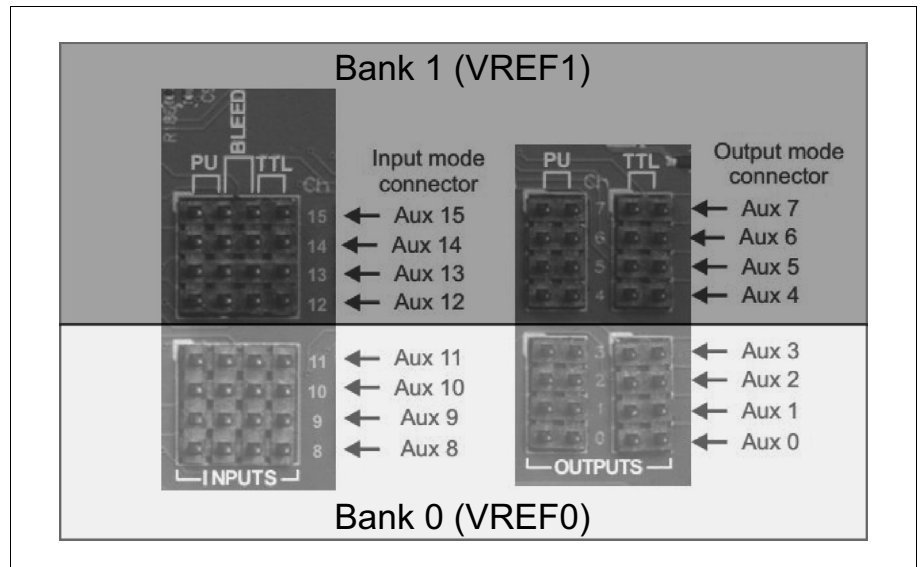 Bank 1 (VREF1)
BLEED
PU
TTL
Ch
15
14
13
12
Input mode
connector
Aux 15
Aux 14
Aux 13
Aux 12
PU
TTL
Ch
7
6
5
4
Output mode
connector
Aux 7
Aux 6
Aux 5
Aux 4
11
10
9
8
INPUTS
Aux 11
Aux 10
Aux 9
Aux 8
3
2
1
0
OUTPUTS
Aux 3
Aux 2
Aux 1
Aux 0
Bank 0 (VREF0)